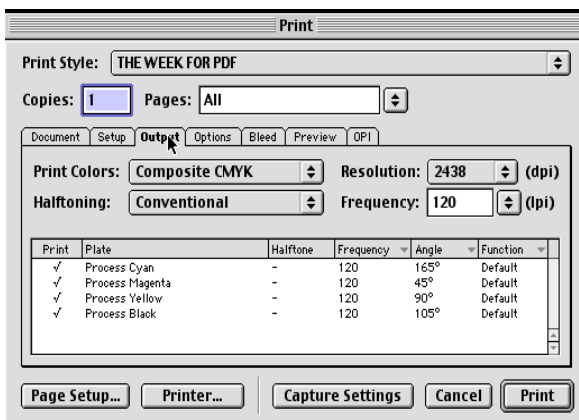 Print
Print Style: THE WEEK FOR PDF
Copies: 1 Pages: All
Document Setup Output Options Bleed Preview OPI
Print Colors: Composite CMYK Resolution: 2438 (dpi)
Halftoning: Conventional Frequency: 120 (lpi)
Print Plate Halftone Frequency Angle Function
√ Process Cyan - 120 165° Default
√ Process Magenta - 120 45° Default
√ Process Yellow - 120 90° Default
√ Process Black - 120 105° Default
Page Setup... Printer... Capture Settings Cancel Print